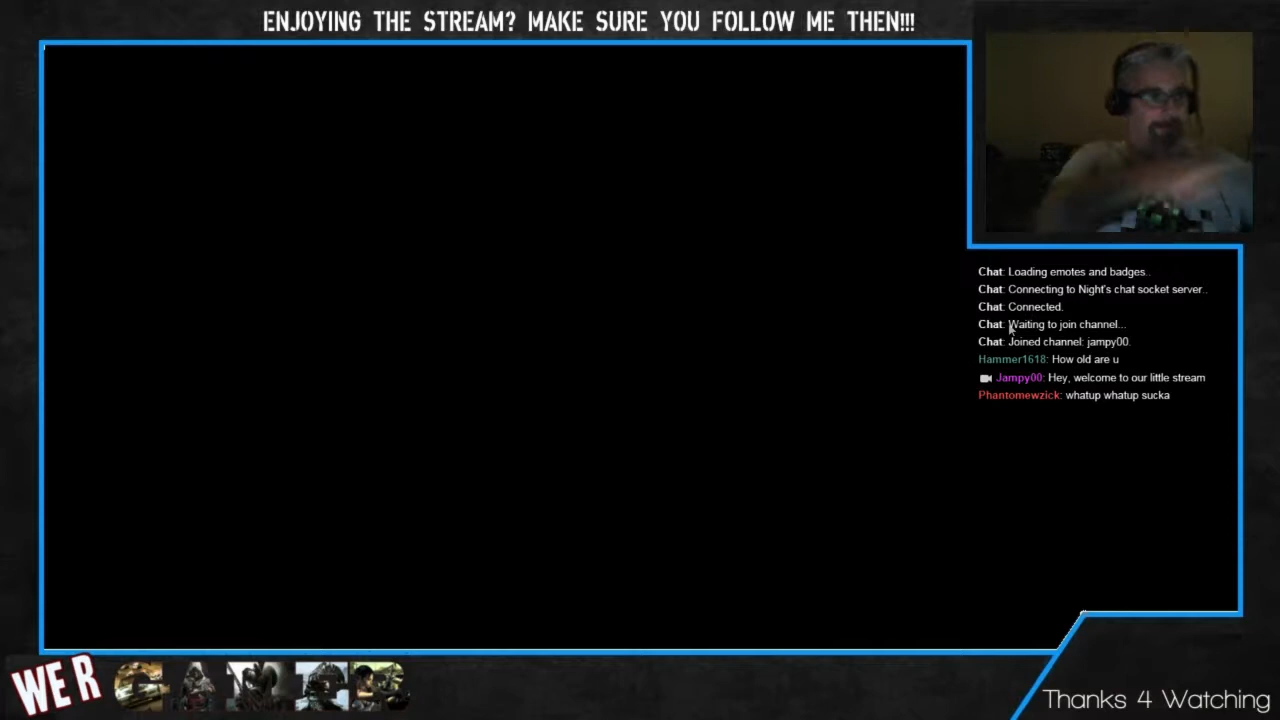 ENJOYING THE STREAM? MAKE SURE YOU FOLLOW ME THEN!!!
Chat: Loading emotes and badges..
Chat: Connecting to Night's chat socket server..
Chat: Connected.
Chat: Waiting to join channel...
Chat: Joined channel: jampy00.
Hammer1618: How old are u
Jampy00: Hey, welcome to our little stream
Phantomewzick: whatup whatup sucka
WE R GAMER
Thanks 4 Watching